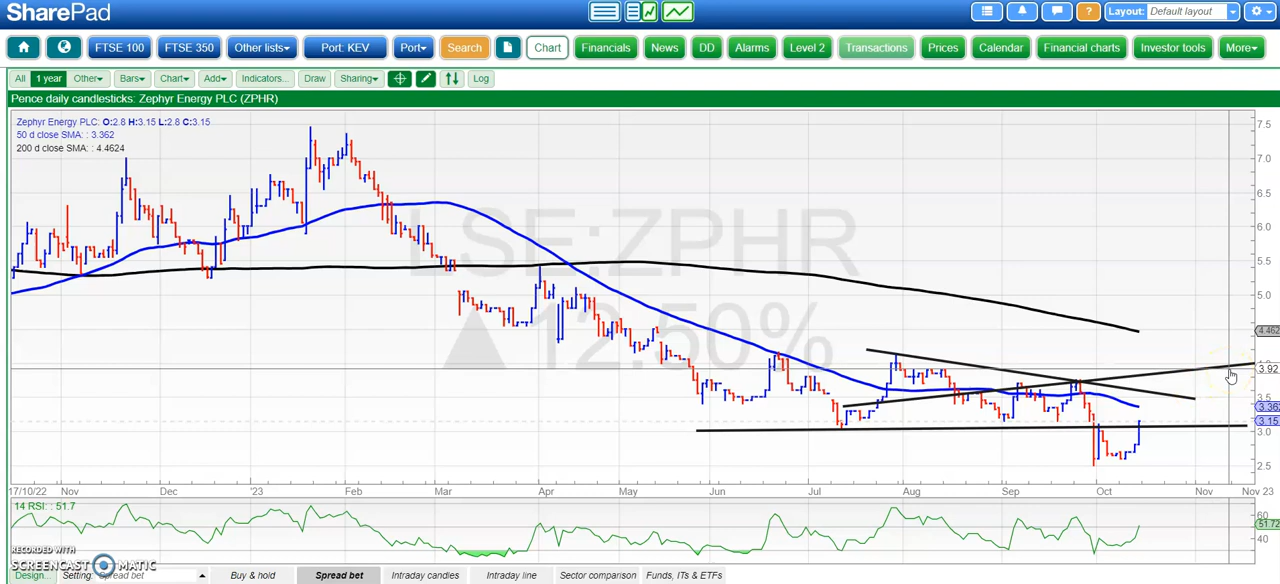 SharePad
Layout: Default layout
FTSE 100 FTSE 350 Other lists Port: KEV Port Search Chart Financials News DD Alarms Level 2 Transactions Prices Calendar Financial charts Investor tools More
All 1 year Other Bars Chart Add Indicators... Draw Sharing Log
Pence daily candlesticks: Zephyr Energy PLC (ZPHR)
Zephyr Energy PLC: O:2.8 H:3.15 L:2.8 C:3.15
50 d close SMA: : 3.362
200 d close SMA: : 4.4624
LSE:ZPHR
▲12.50%
7.5
7.0
6.5
6.0
5.5
5.0
4.462
3.92
3.5
3.362
3.15
3.0
2.5
17/10/22 Nov Dec '23 Feb Mar Apr May Jun Jul Aug Sep Oct Nov Nov 23
14 RSI: : 51.7
60
51.72
40
RECORDED WITH
SCREENCAST MATIC
Design... Setting: Spread bet Buy & hold Spread bet Intraday candles Intraday line Sector comparison Funds, ITs & ETFs